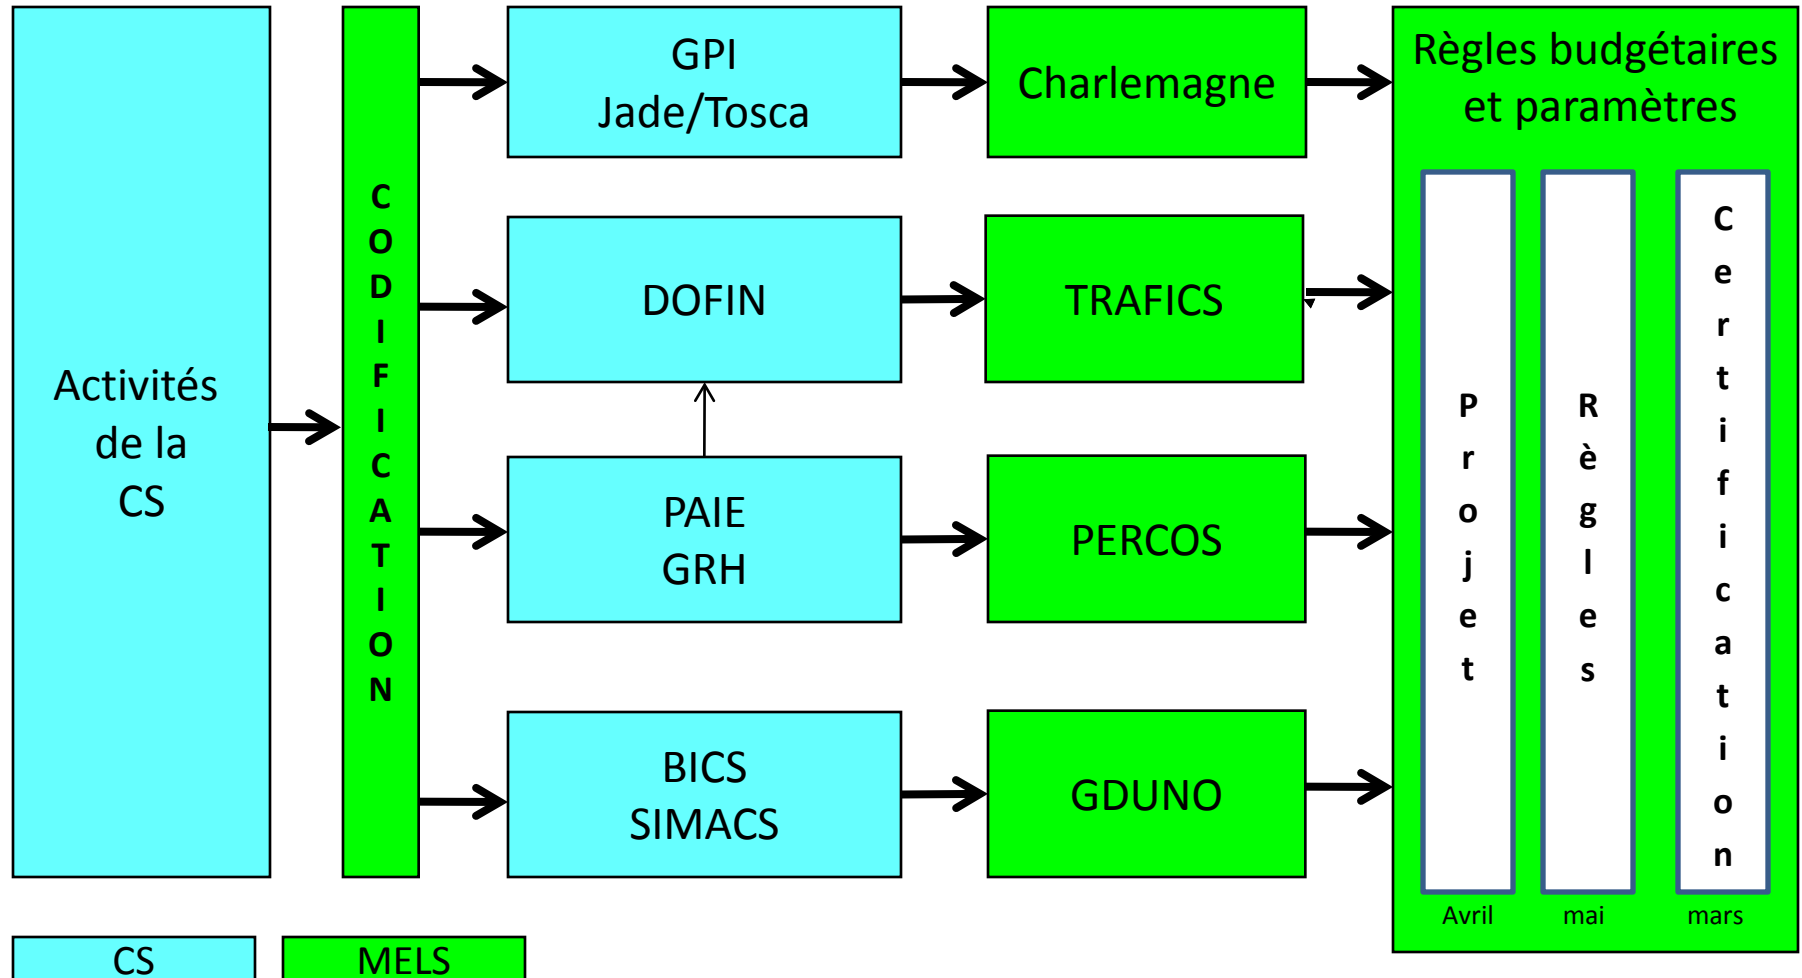 Activités
de la
CS
CODIFICATION
GPI
Jade/Tosca
Charlemagne
DOFIN
TRAFICS
PAIE
GRH
PERCOS
BICS
SIMACS
GDUNO
Règles budgétaires
et paramètres
Projet
Règles
Certification
Avril
mai
mars
CS
MELS